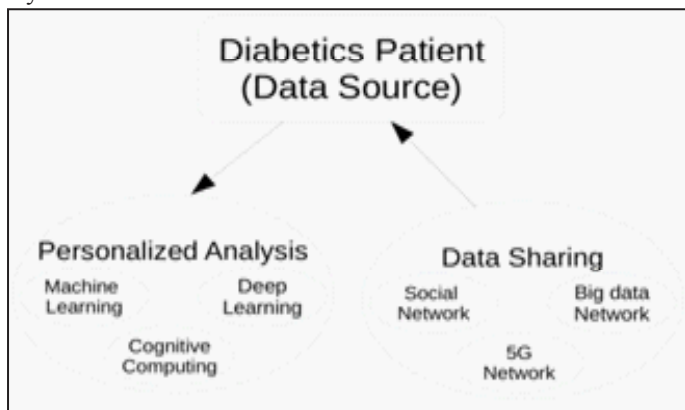 Diabetics Patient
(Data Source)
Personalized Analysis
Machine
Learning
Deep
Learning
Cognitive
Computing
Data Sharing
Social
Network
Big data
Network
5G
Network